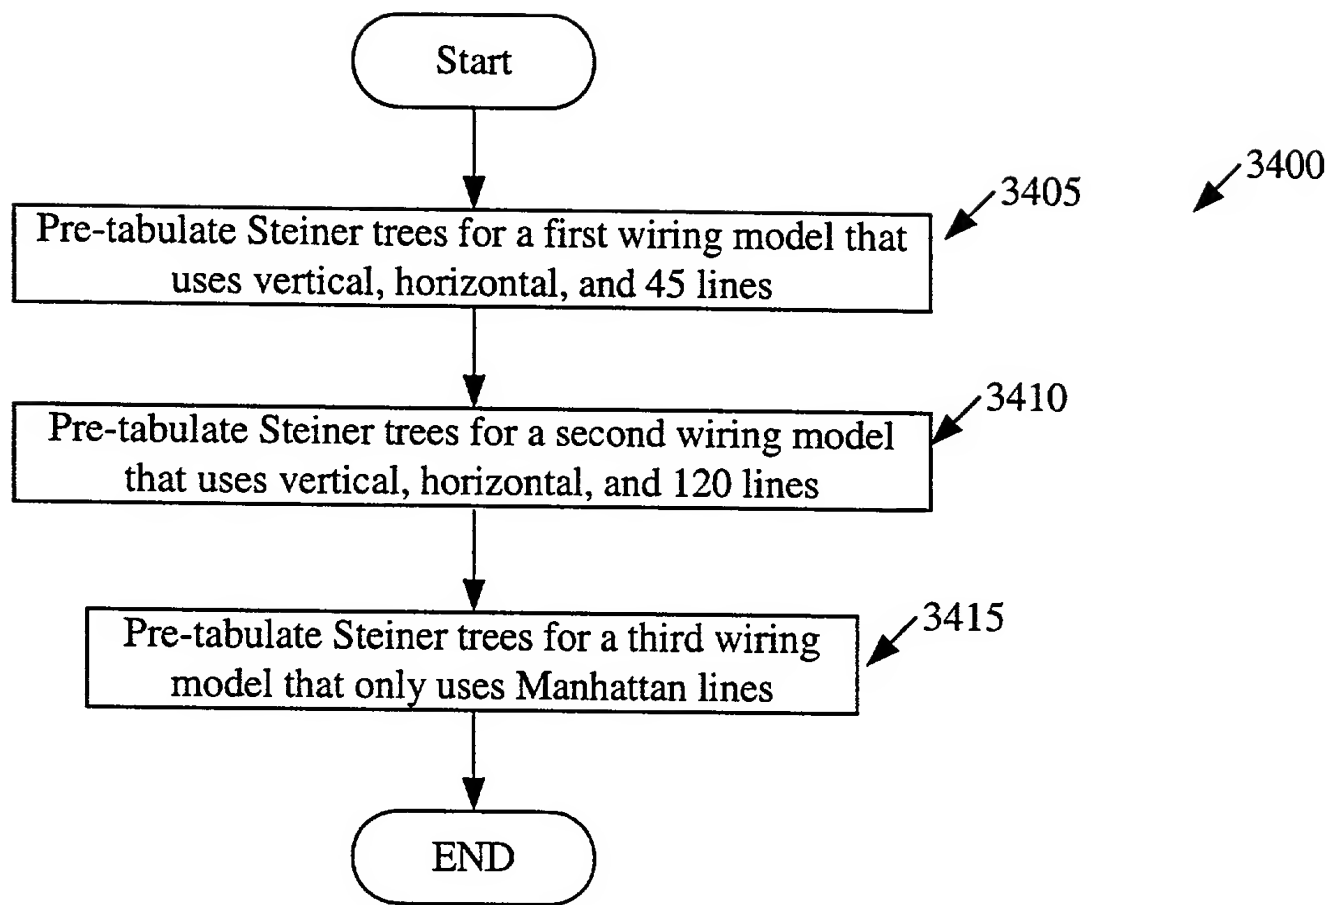 Start
3400
3405
Pre-tabulate Steiner trees for a first wiring model that
uses vertical, horizontal, and 45 lines
3410
Pre-tabulate Steiner trees for a second wiring model
that uses vertical, horizontal, and 120 lines
3415
Pre-tabulate Steiner trees for a third wiring
model that only uses Manhattan lines
END